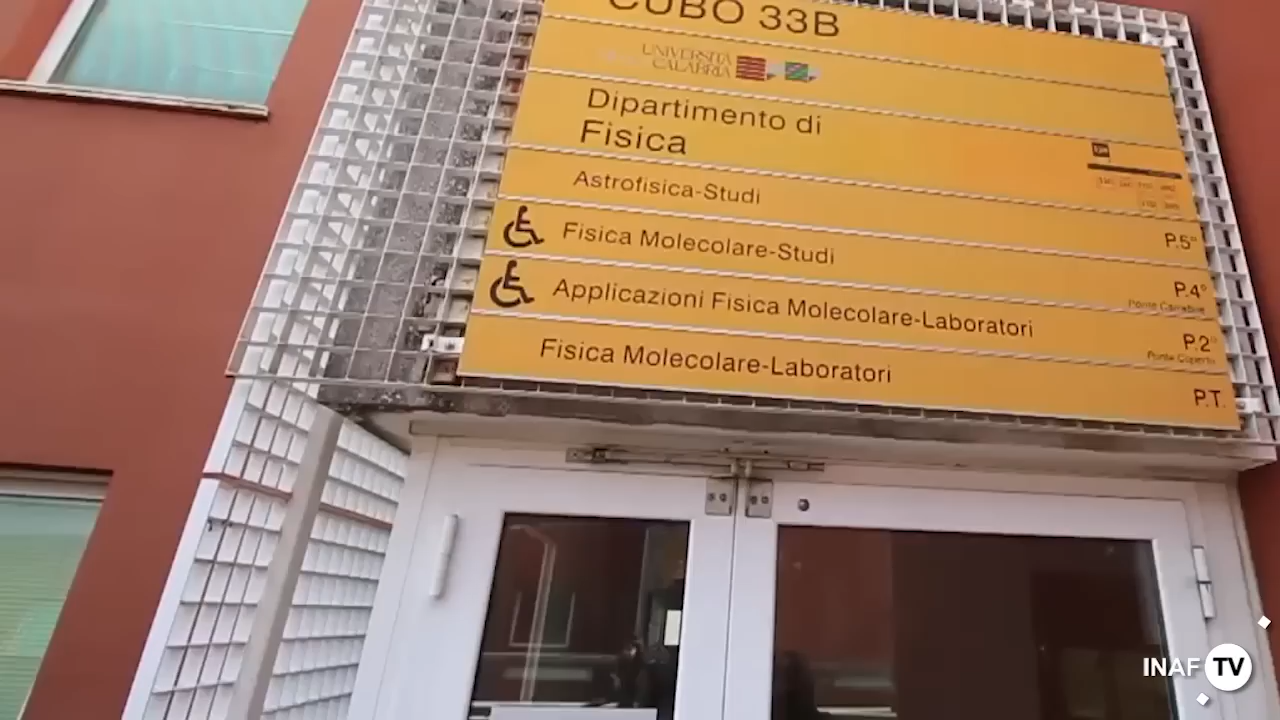 CUBO 33B
UNIVERSITÀ
CALABRIA
Dipartimento di
Fisica
Astrofisica-Studi
P.5°
Fisica Molecolare-Studi
P.4°
Ponte Carrabile
Applicazioni Fisica Molecolare-Laboratori
P.2°
Ponte Coperto
Fisica Molecolare-Laboratori
P.T.
INAF TV